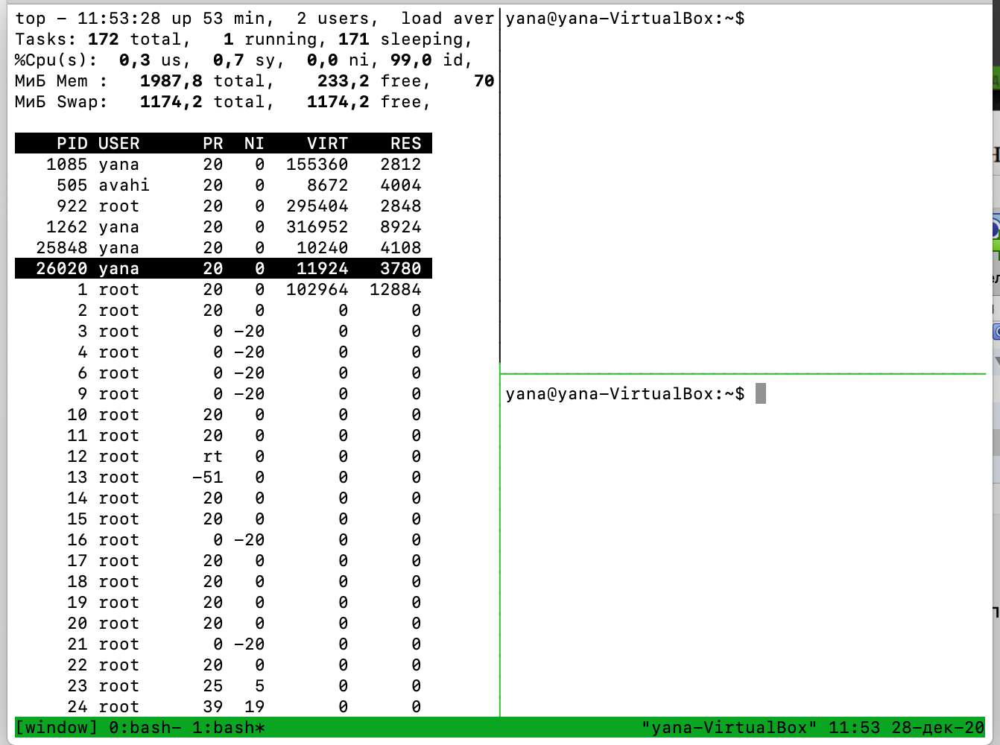 top - 11:53:28 up 53 min,  2 users,  load aver
Tasks: 172 total,   1 running, 171 sleeping,
%Cpu(s):  0,3 us,  0,7 sy,  0,0 ni, 99,0 id,
МиБ Mem :   1987,8 total,    233,2 free,    70
МиБ Swap:   1174,2 total,   1174,2 free,
PID USER      PR  NI    VIRT    RES
1085 yana      20   0  155360   2812
505 avahi     20   0    8672   4004
922 root      20   0  295404   2848
1262 yana      20   0  316952   8924
25848 yana      20   0   10240   4108
26020 yana      20   0   11924   3780
1 root      20   0  102964  12884
2 root      20   0       0      0
3 root       0 -20       0      0
4 root       0 -20       0      0
6 root       0 -20       0      0
9 root       0 -20       0      0
10 root      20   0       0      0
11 root      20   0       0      0
12 root      rt   0       0      0
13 root     -51   0       0      0
14 root      20   0       0      0
15 root      20   0       0      0
16 root       0 -20       0      0
17 root      20   0       0      0
18 root      20   0       0      0
19 root      20   0       0      0
20 root      20   0       0      0
21 root       0 -20       0      0
22 root      20   0       0      0
23 root      25   5       0      0
24 root      39  19       0      0
yana@yana-VirtualBox:~$
yana@yana-VirtualBox:~$
[window] 0:bash- 1:bash*
"yana-VirtualBox" 11:53 28-дек-20